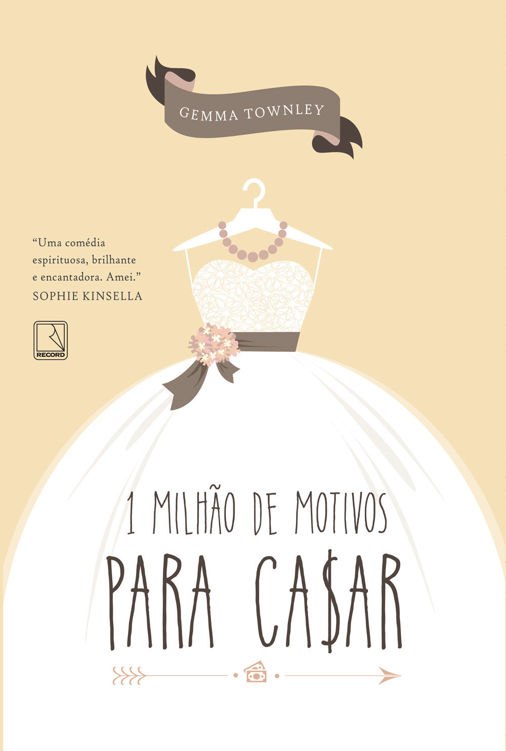 GEMMA TOWNLEY
“Uma comédia
espirituosa, brilhante
e encantadora. Amei.”
SOPHIE KINSELLA
RECORD
1 MILHÃO DE MOTIVOS
PARA CA$AR